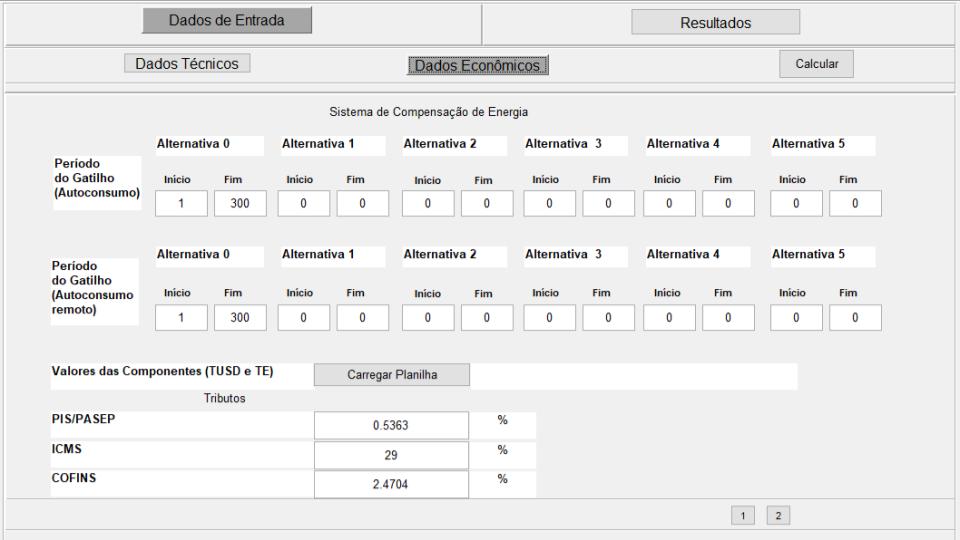 Dados de Entrada Resultados
Dados Técnicos Dados Econômicos Calcular
Sistema de Compensação de Energia
Alternativa 0 Alternativa 1 Alternativa 2 Alternativa 3 Alternativa 4 Alternativa 5
Período
do Gatilho
(Autoconsumo)
Início Fim Início Fim Início Fim Início Fim Início Fim Início Fim
1 300 0 0 0 0 0 0 0 0 0 0
Alternativa 0 Alternativa 1 Alternativa 2 Alternativa 3 Alternativa 4 Alternativa 5
Período
do Gatilho
(Autoconsumo
remoto)
Início Fim Início Fim Início Fim Início Fim Início Fim Início Fim
1 300 0 0 0 0 0 0 0 0 0 0
Valores das Componentes (TUSD e TE) Carregar Planilha
Tributos
PIS/PASEP 0.5363 %
ICMS 29 %
COFINS 2.4704 %
1 2